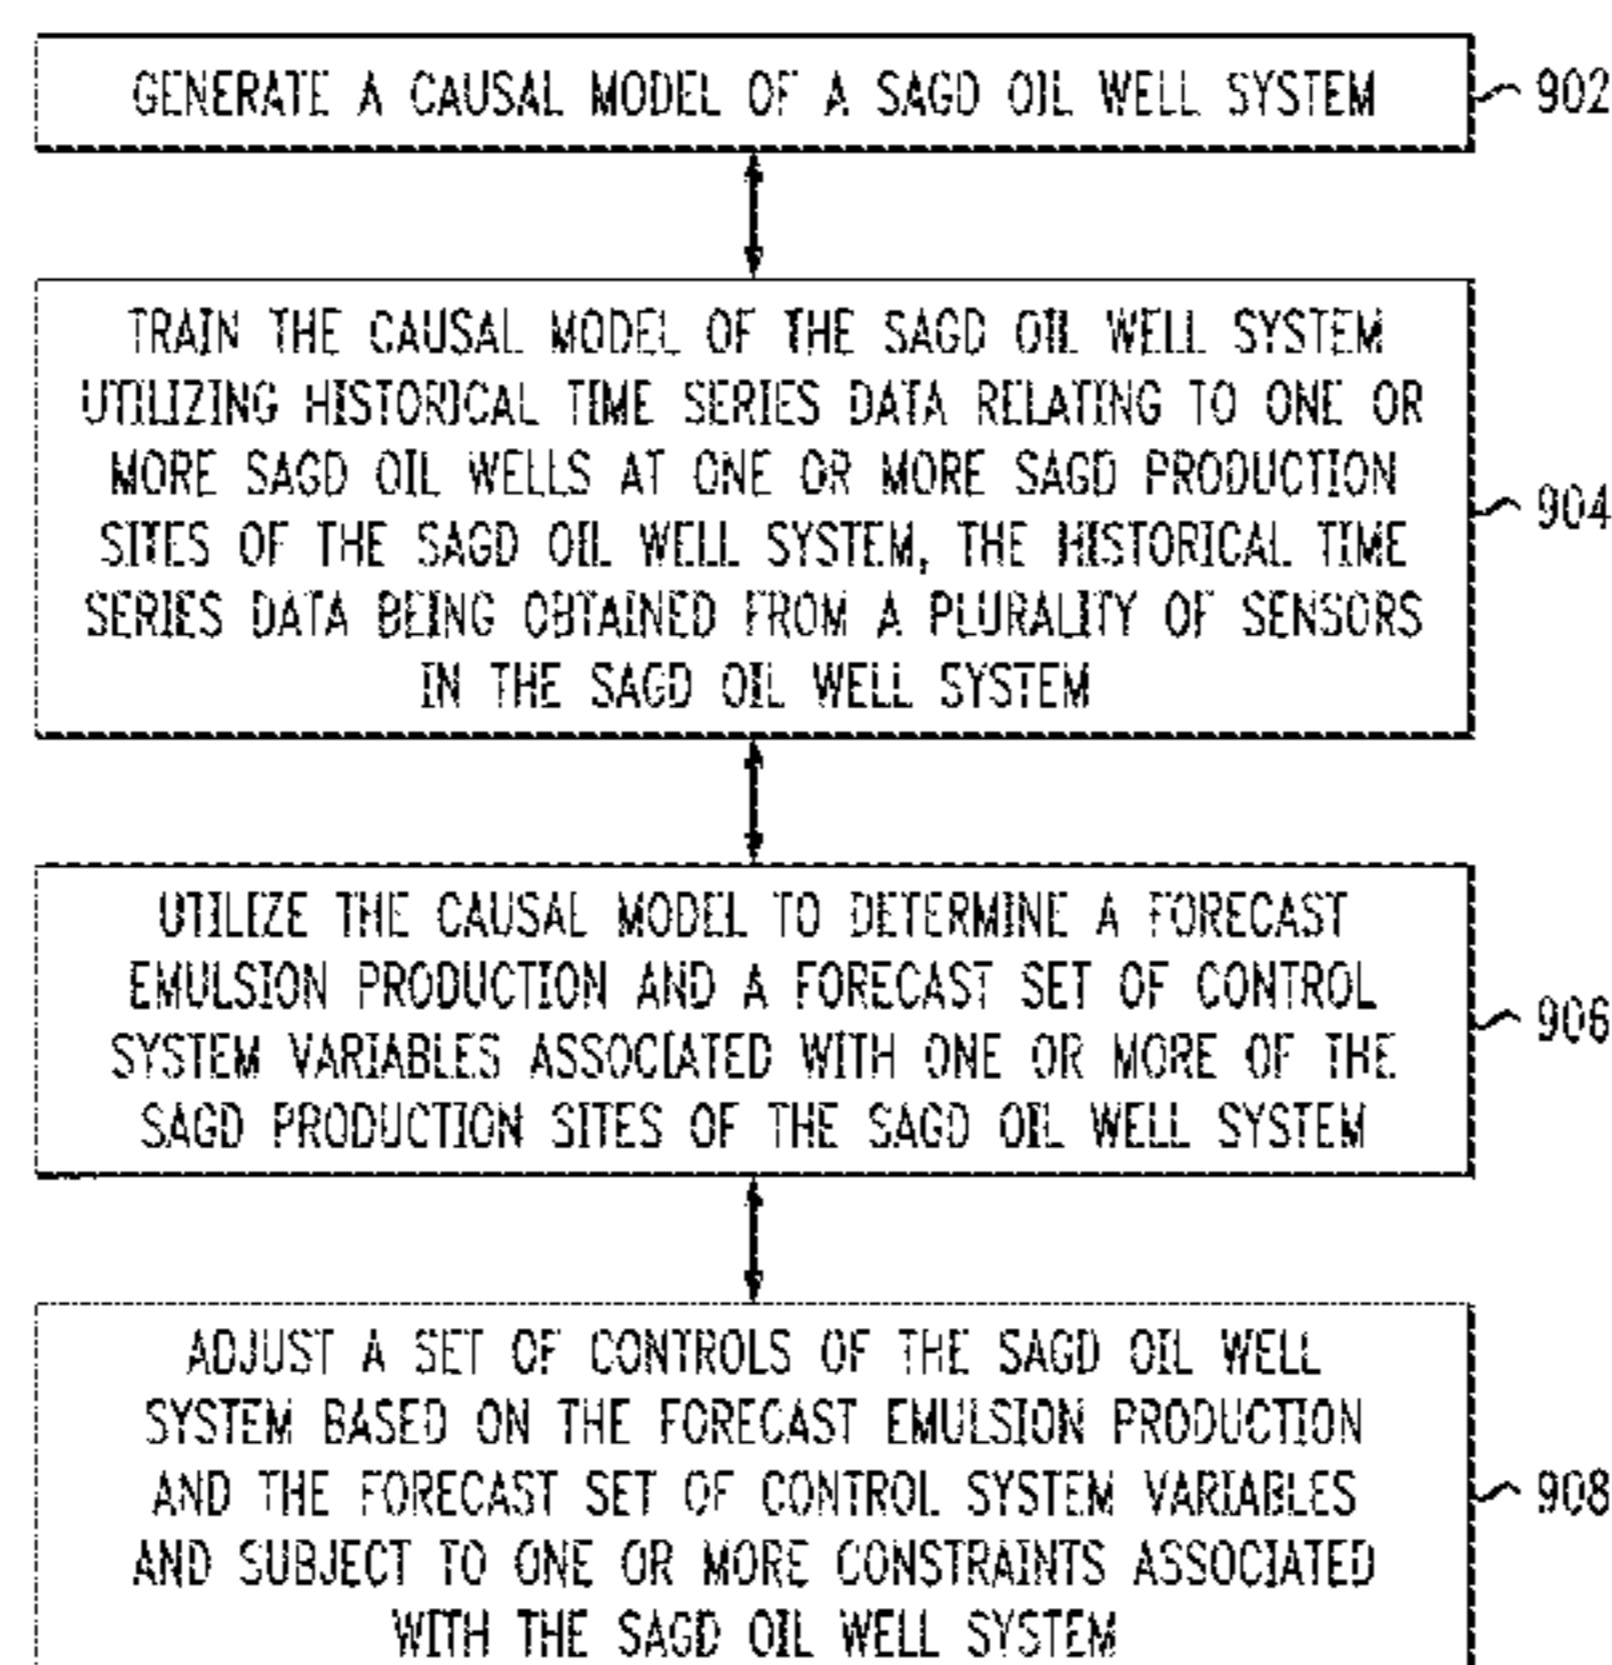 GENERATE A CAUSAL MODEL OF A SAGD OIL WELL SYSTEM
902
TRAIN THE CAUSAL MODEL OF THE SAGD OIL WELL SYSTEM
UTILIZING HISTORICAL TIME SERIES DATA RELATING TO ONE OR
MORE SAGD OIL WELLS AT ONE OR MORE SAGD PRODUCTION
SITES OF THE SAGD OIL WELL SYSTEM, THE HISTORICAL TIME
SERIES DATA BEING OBTAINED FROM A PLURALITY OF SENSORS
IN THE SAGD OIL WELL SYSTEM
904
UTILIZE THE CAUSAL MODEL TO DETERMINE A FORECAST
EMULSION PRODUCTION AND A FORECAST SET OF CONTROL
SYSTEM VARIABLES ASSOCIATED WITH ONE OR MORE OF THE
SAGD PRODUCTION SITES OF THE SAGD OIL WELL SYSTEM
906
ADJUST A SET OF CONTROLS OF THE SAGD OIL WELL
SYSTEM BASED ON THE FORECAST EMULSION PRODUCTION
AND THE FORECAST SET OF CONTROL SYSTEM VARIABLES
AND SUBJECT TO ONE OR MORE CONSTRAINTS ASSOCIATED
WITH THE SAGD OIL WELL SYSTEM
908